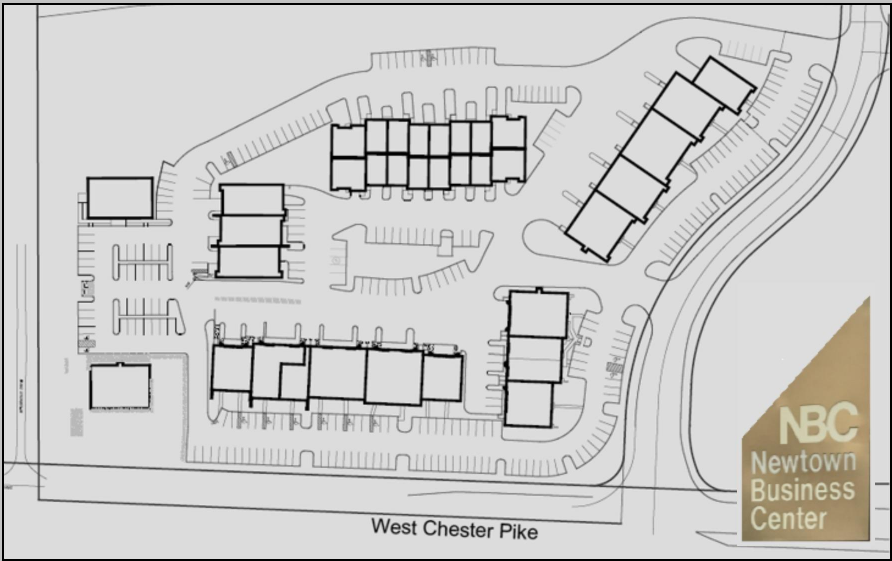 West Chester Pike
NBC
Newtown
Business
Center